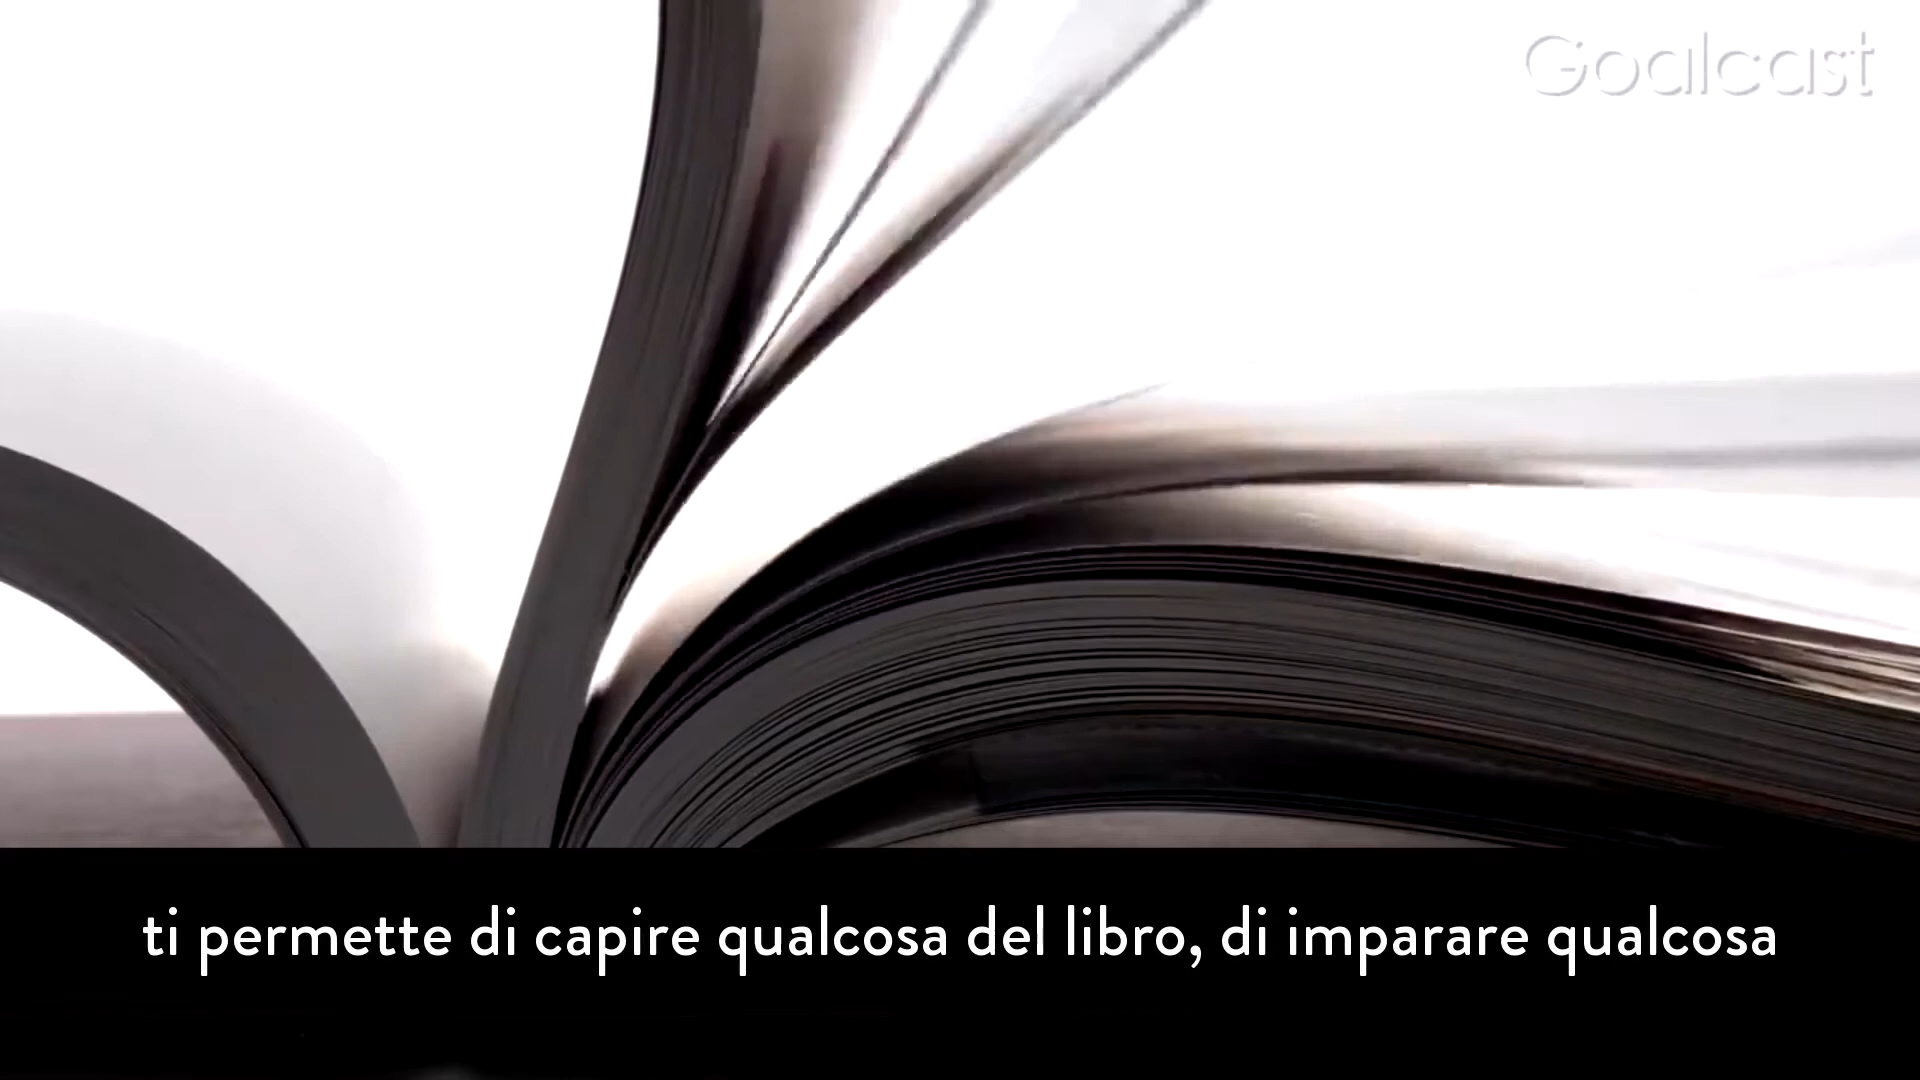 Goalcast
ti permette di capire qualcosa del libro, di imparare qualcosa